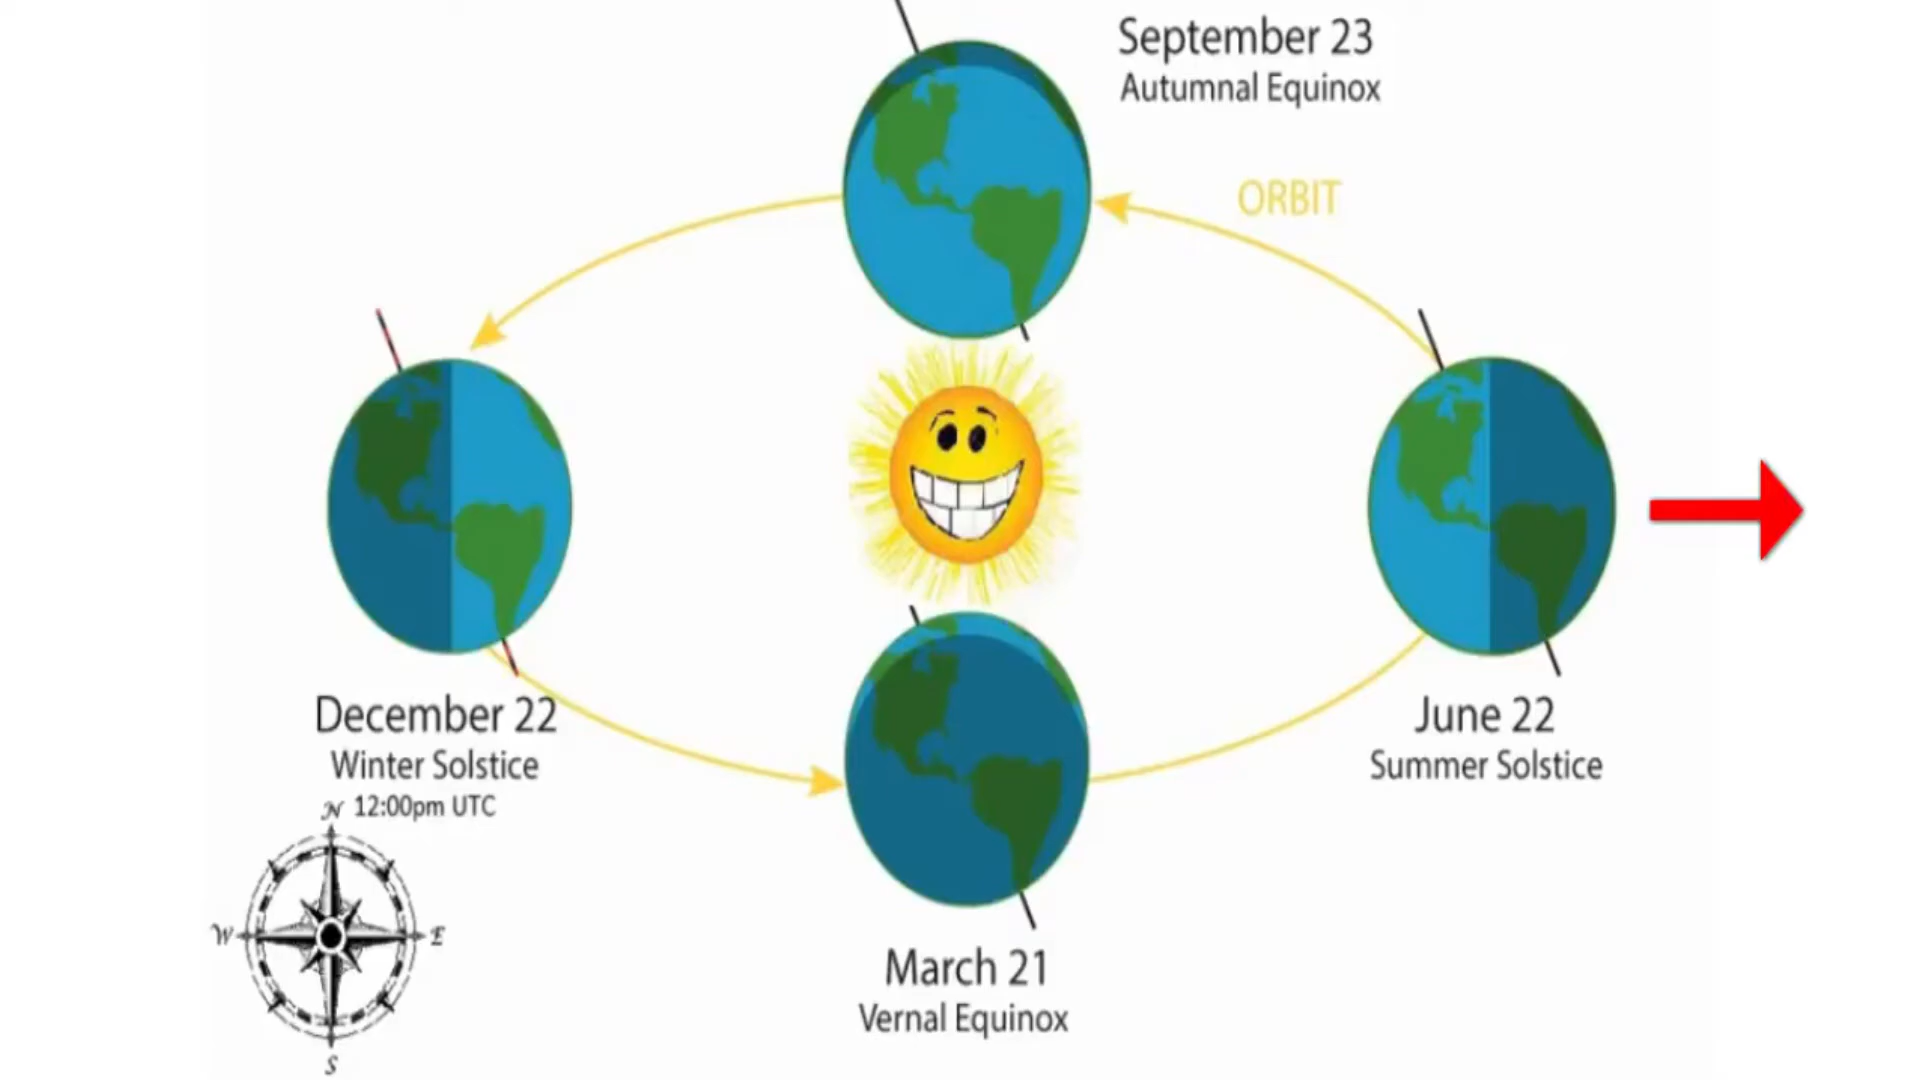 September 23
Autumnal Equinox
ORBIT
December 22
Winter Solstice
12:00pm UTC
June 22
Summer Solstice
N
W
E
S
March 21
Vernal Equinox